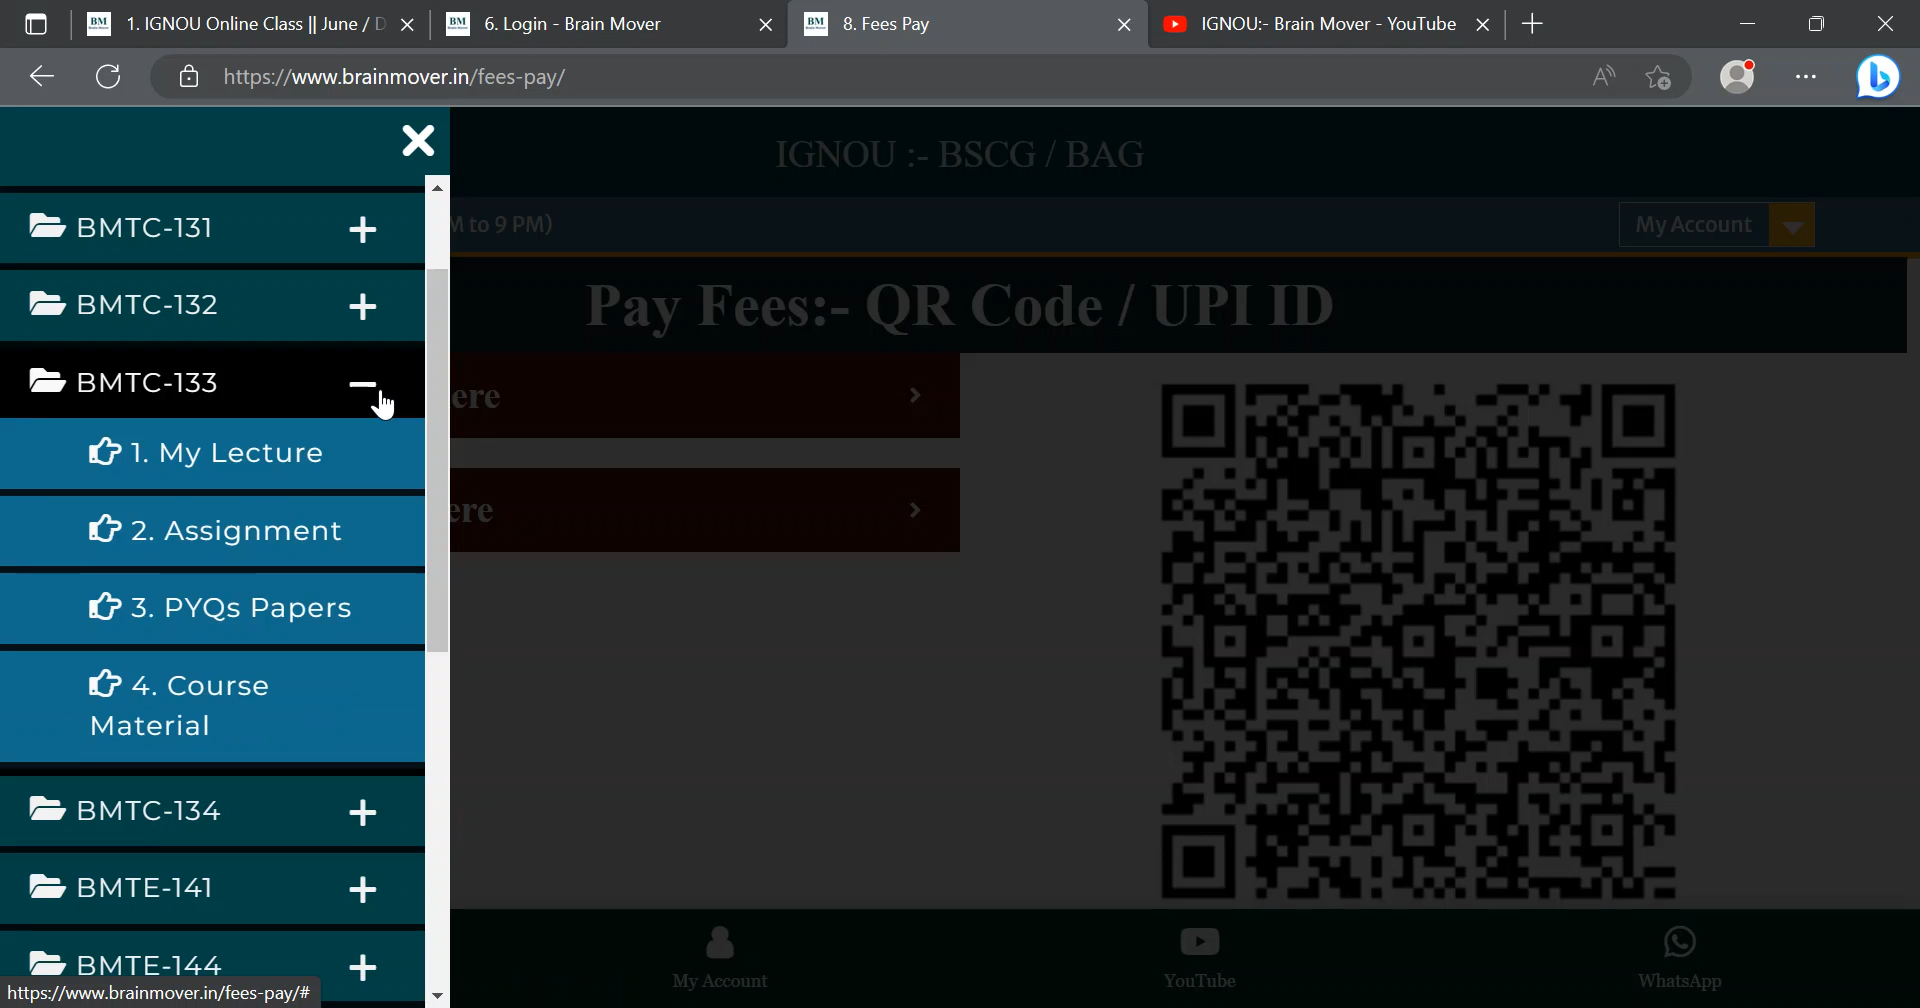 1. IGNOU Online Class || June / D
6. Login - Brain Mover
8. Fees Pay
IGNOU:- Brain Mover - YouTube
https://www.brainmover.in/fees-pay/
IGNOU :- BSCG / BAG
M to 9 PM)
My Account
Pay Fees:- QR Code / UPI ID
ere
ere
BMTC-131
BMTC-132
BMTC-133
1. My Lecture
2. Assignment
3. PYQs Papers
4. Course
Material
BMTC-134
BMTE-141
BMTE-144
My Account
YouTube
WhatsApp
https://www.brainmover.in/fees-pay/#